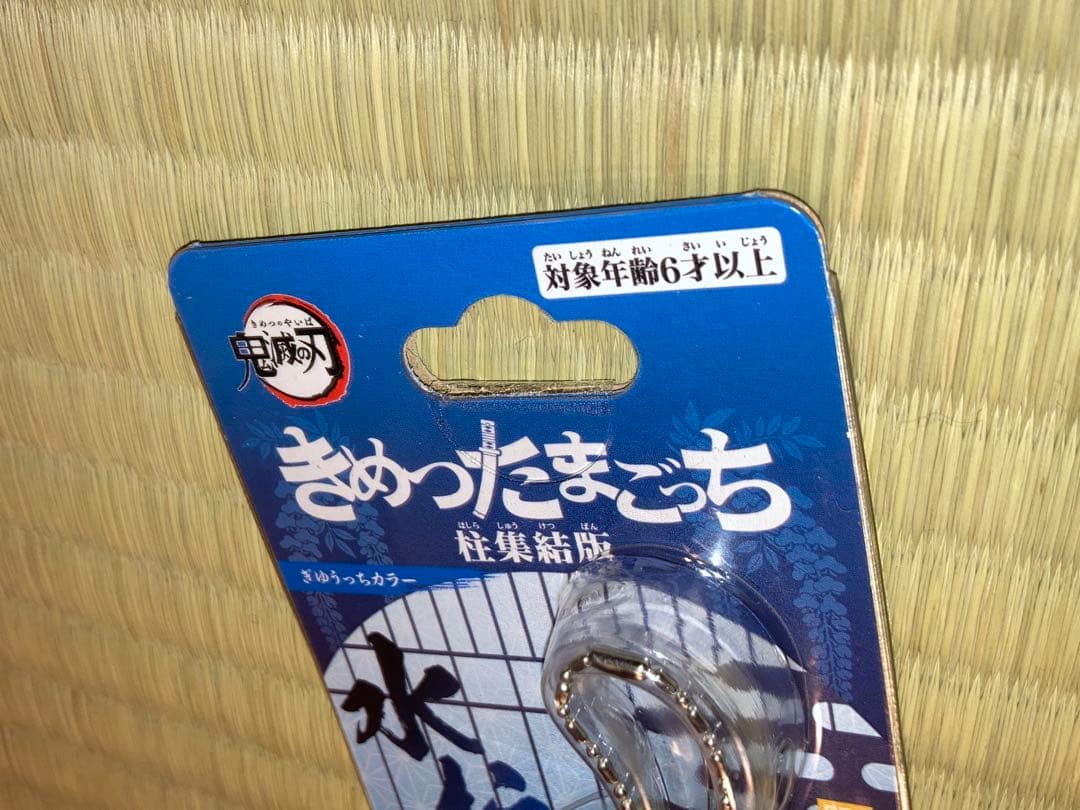 たいしょうねんれい さいいじょう
対象年齢6才以上
きめつのやいば
鬼滅の刃
きめつたまごっち
はしらしゅうけつばん
柱集結版
ぎゆうっちカラー
水